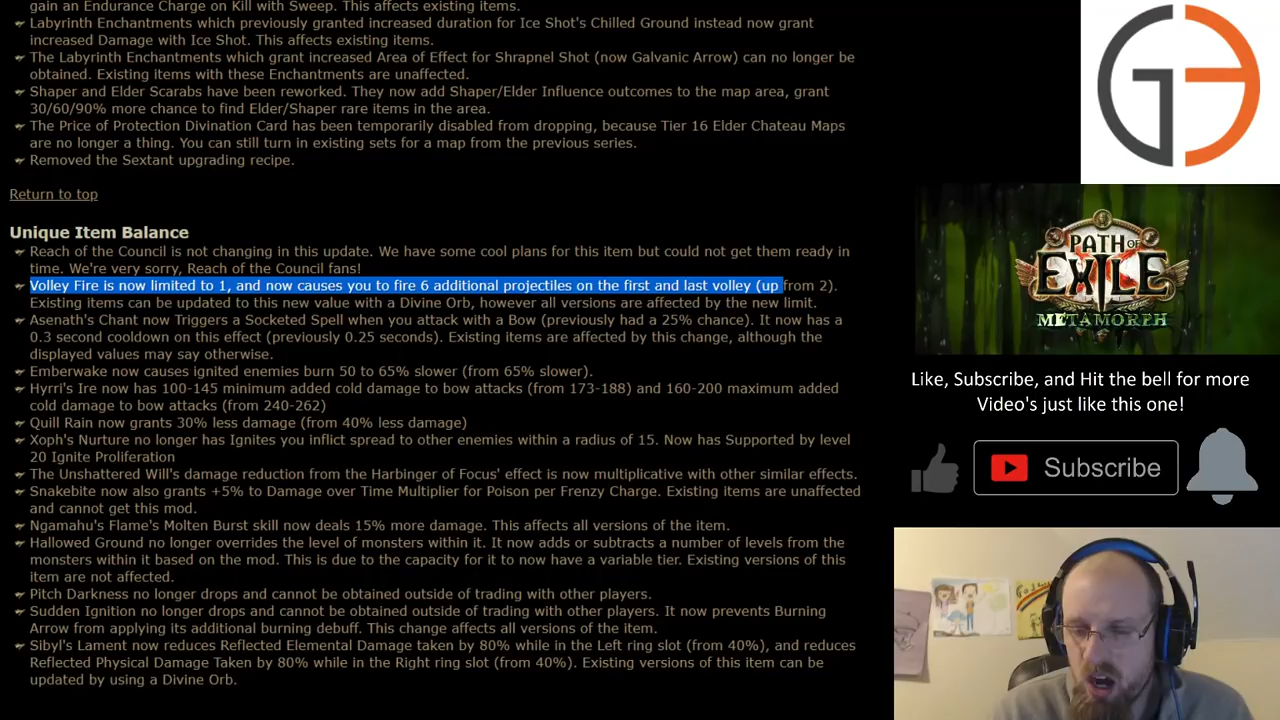 gain an Endurance Charge on Kill with Sweep. This affects existing items.
Labyrinth Enchantments which previously granted increased duration for Ice Shot's Chilled Ground instead now grant
increased Damage with Ice Shot. This affects existing items.
The Labyrinth Enchantments which grant increased Area of Effect for Shrapnel Shot (now Galvanic Arrow) can no longer be
obtained. Existing items with these Enchantments are unaffected.
Shaper and Elder Scarabs have been reworked. They now add Shaper/Elder Influence outcomes to the map area, grant
30/60/90% more chance to find Elder/Shaper rare items in the area.
The Price of Protection Divination Card has been temporarily disabled from dropping, because Tier 16 Elder Chateau Maps
are no longer a thing. You can still turn in existing sets for a map from the previous series.
Removed the Sextant upgrading recipe.
Return to top
Unique Item Balance
Reach of the Council is not changing in this update. We have some cool plans for this item but could not get them ready in
time. We're very sorry, Reach of the Council fans!
Volley Fire is now limited to 1, and now causes you to fire 6 additional projectiles on the first and last volley (up from 2).
Existing items can be updated to this new value with a Divine Orb, however all versions are affected by the new limit.
Asenath's Chant now Triggers a Socketed Spell when you attack with a Bow (previously had a 25% chance). It now has a
0.3 second cooldown on this effect (previously 0.25 seconds). Existing items are affected by this change, although the
displayed values may say otherwise.
Emberwake now causes ignited enemies burn 50 to 65% slower (from 65% slower).
Hyrri's Ire now has 100-145 minimum added cold damage to bow attacks (from 173-188) and 160-200 maximum added
cold damage to bow attacks (from 240-262)
Quill Rain now grants 30% less damage (from 40% less damage)
Xoph's Nurture no longer has Ignites you inflict spread to other enemies within a radius of 15. Now has Supported by level
20 Ignite Proliferation
The Unshattered Will's damage reduction from the Harbinger of Focus' effect is now multiplicative with other similar effects.
Snakebite now also grants +5% to Damage over Time Multiplier for Poison per Frenzy Charge. Existing items are unaffected
and cannot get this mod.
Ngamahu's Flame's Molten Burst skill now deals 15% more damage. This affects all versions of the item.
Hallowed Ground no longer overrides the level of monsters within it. It now adds or subtracts a number of levels from the
monsters within it based on the mod. This is due to the capacity for it to now have a variable tier. Existing versions of this
item are not affected.
Pitch Darkness no longer drops and cannot be obtained outside of trading with other players.
Sudden Ignition no longer drops and cannot be obtained outside of trading with other players. It now prevents Burning
Arrow from applying its additional burning debuff. This change affects all versions of the item.
Sibyl's Lament now reduces Reflected Elemental Damage taken by 80% while in the Left ring slot (from 40%), and reduces
Reflected Physical Damage Taken by 80% while in the Right ring slot (from 40%). Existing versions of this item can be
updated by using a Divine Orb.
PATH OF
EXILE
METAMORPH
Like, Subscribe, and Hit the bell for more
Video's just like this one!
Subscribe